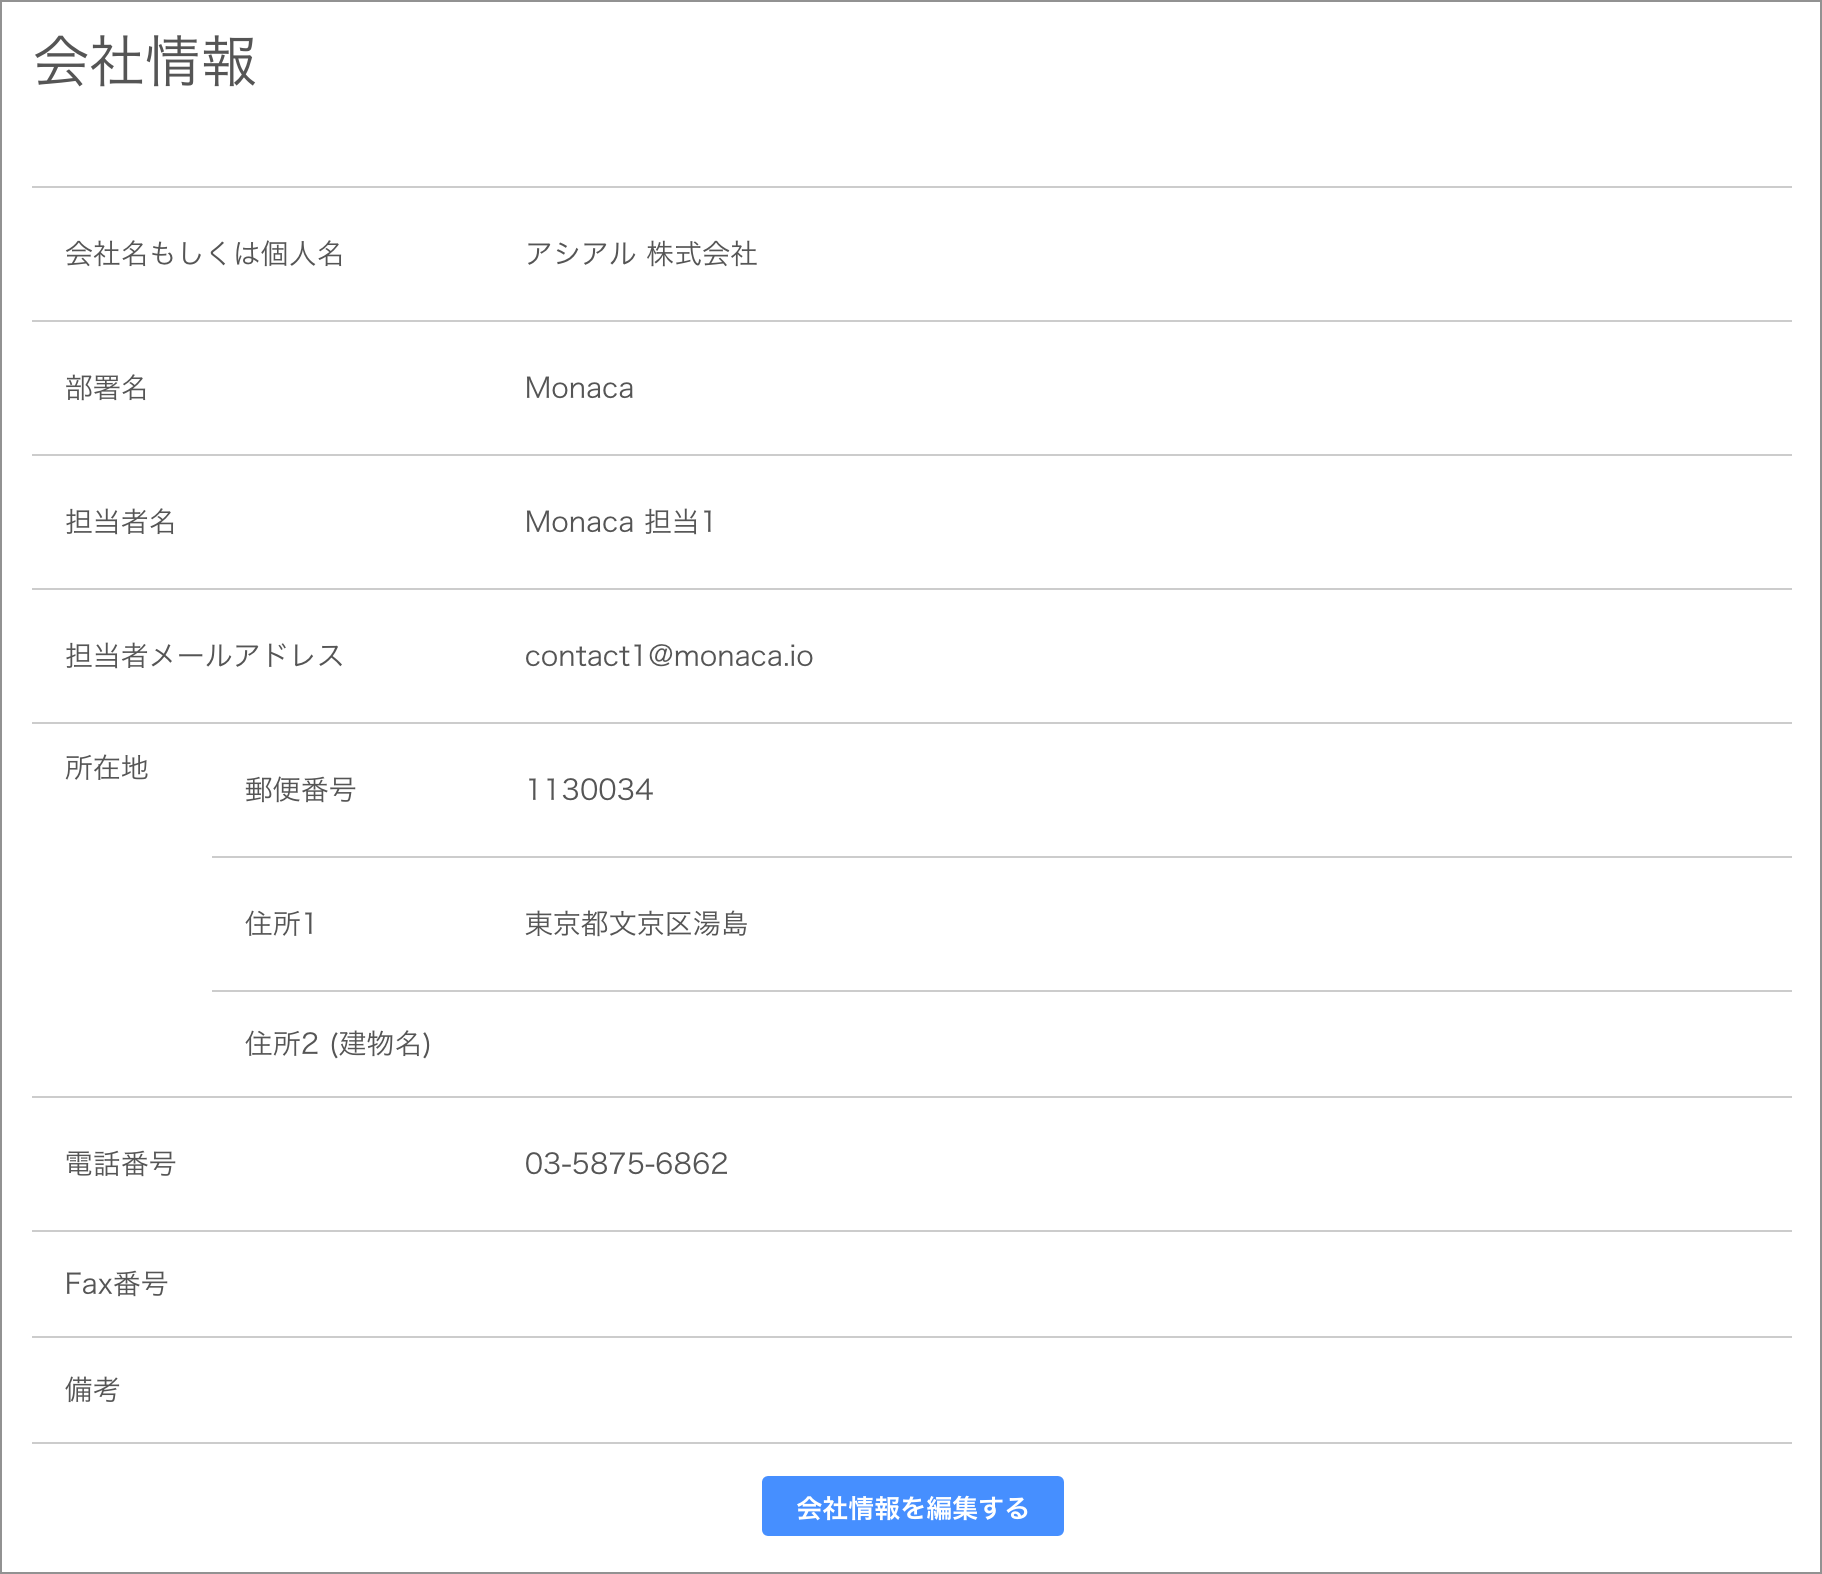 会社情報
会社名もしくは個人名 アシアル 株式会社
部署名 Monaca
担当者名 Monaca 担当1
担当者メールアドレス contact1@monaca.io
所在地
郵便番号 1130034
住所1 東京都文京区湯島
住所2 (建物名)
電話番号 03-5875-6862
Fax番号
備考
会社情報を編集する